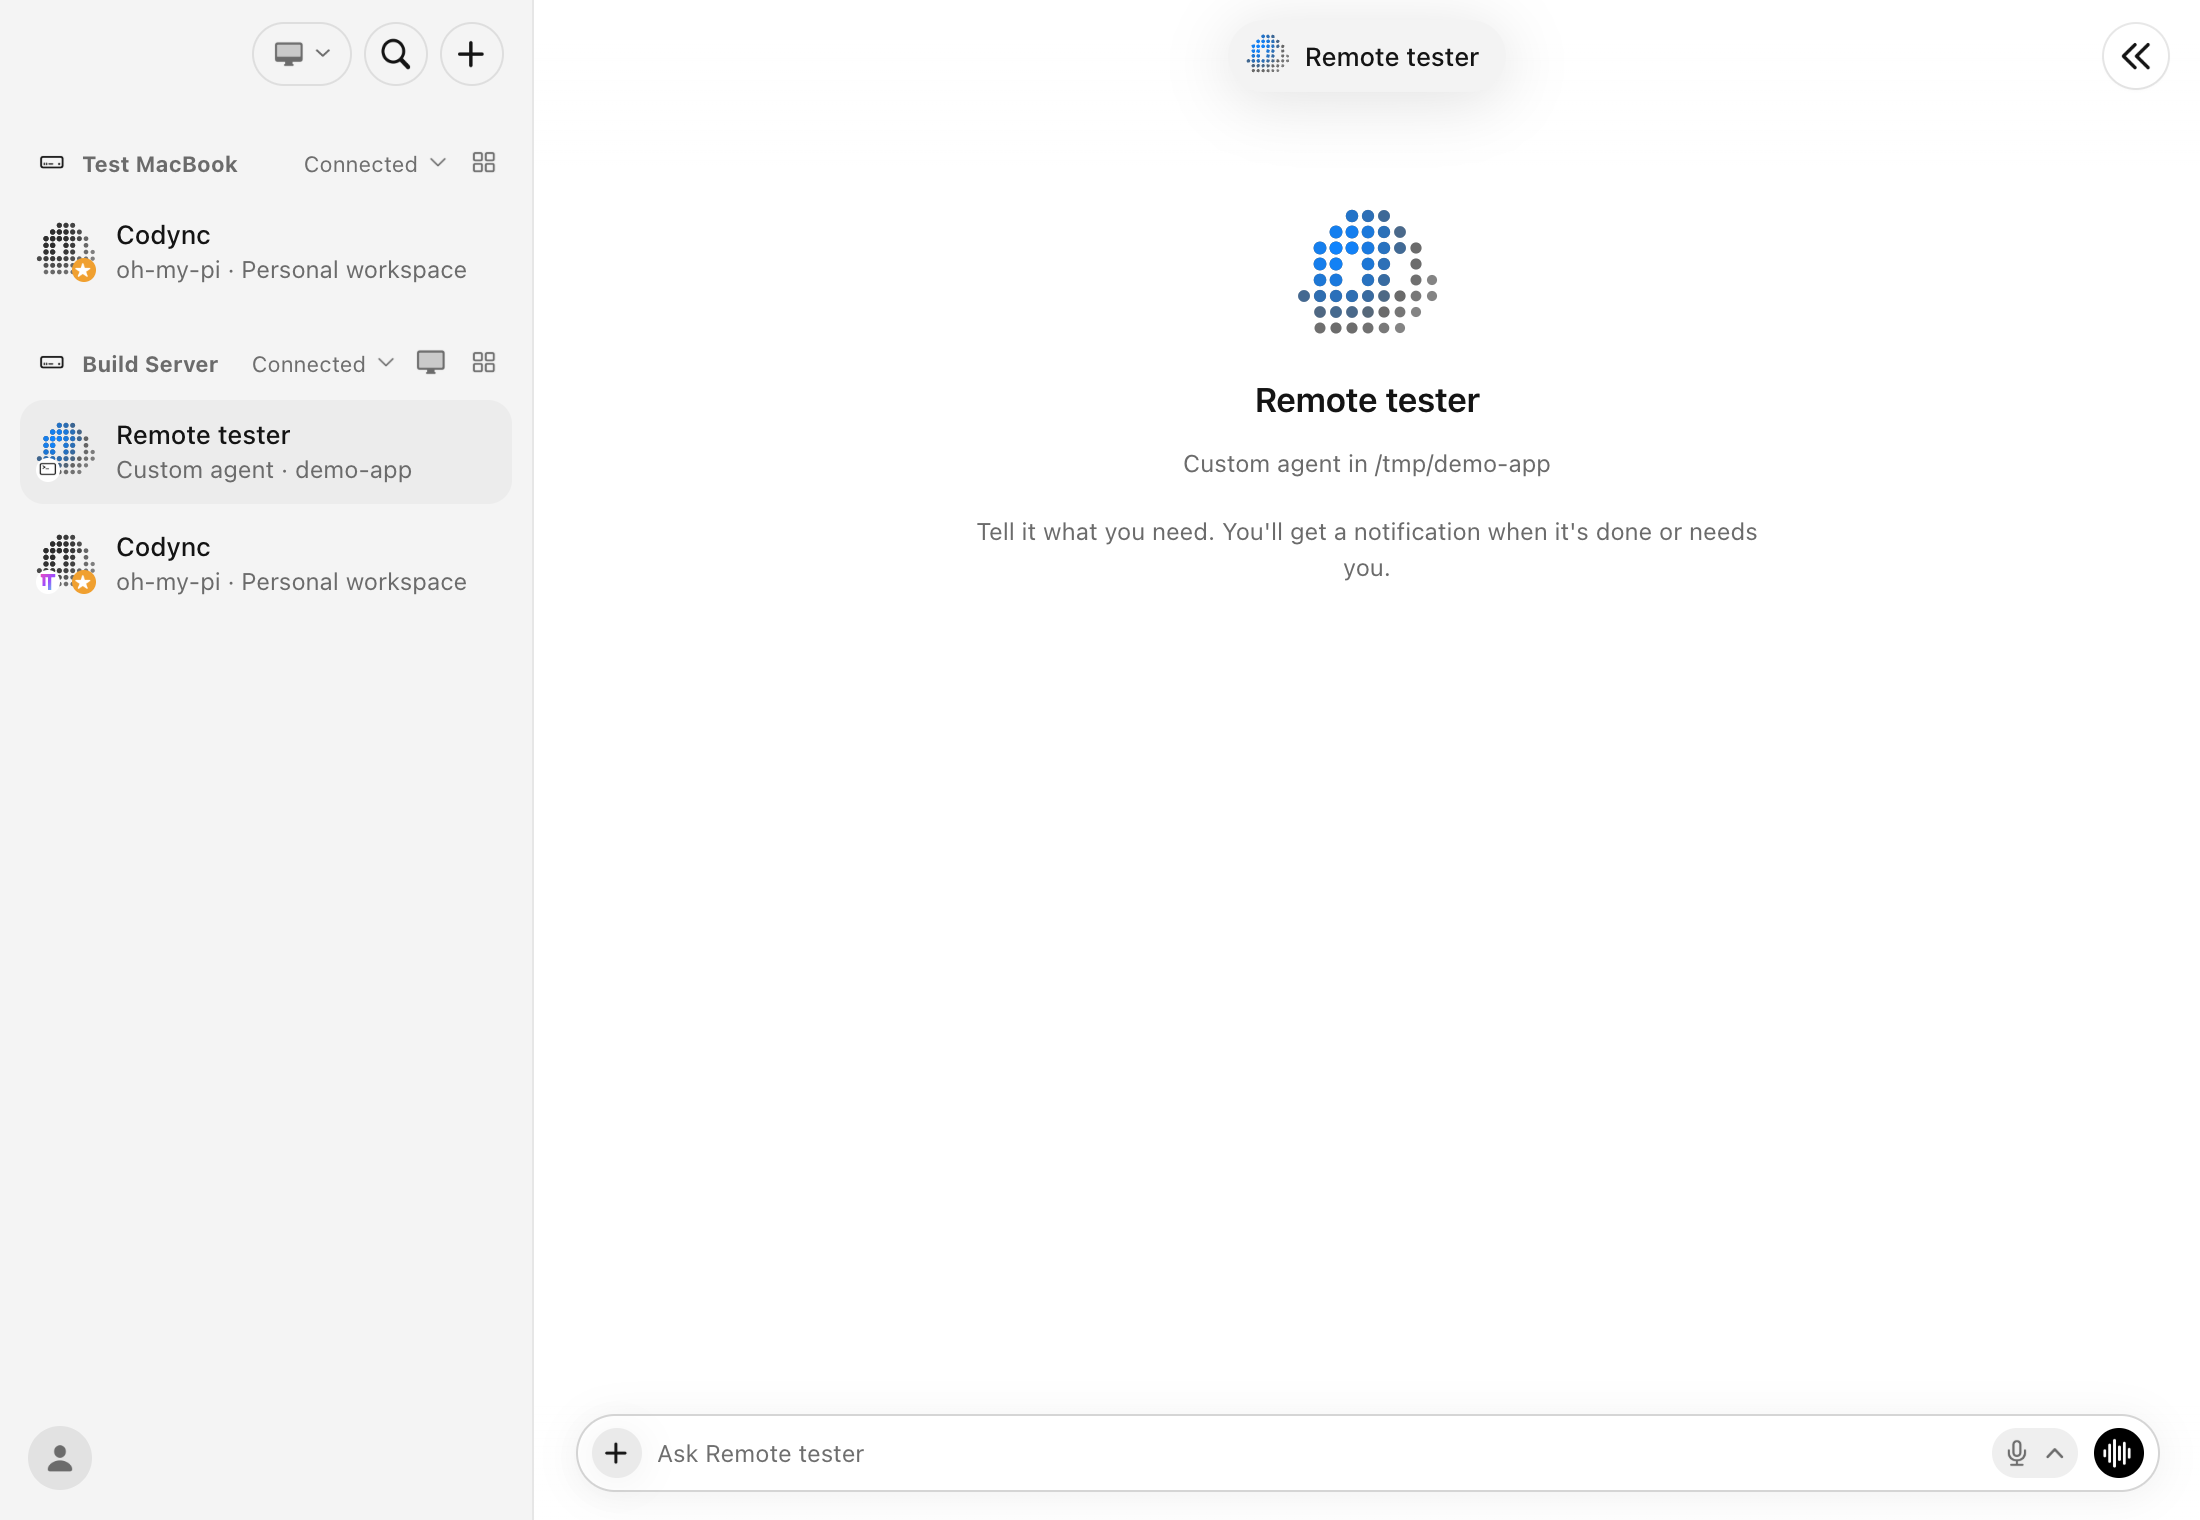 Remote tester
Test MacBook
Connected
Codync
oh-my-pi · Personal workspace
Build Server
Connected
Remote tester
Custom agent · demo-app
Codync
oh-my-pi · Personal workspace
Remote tester
Custom agent in /tmp/demo-app
Tell it what you need. You'll get a notification when it's done or needs
you.
Ask Remote tester